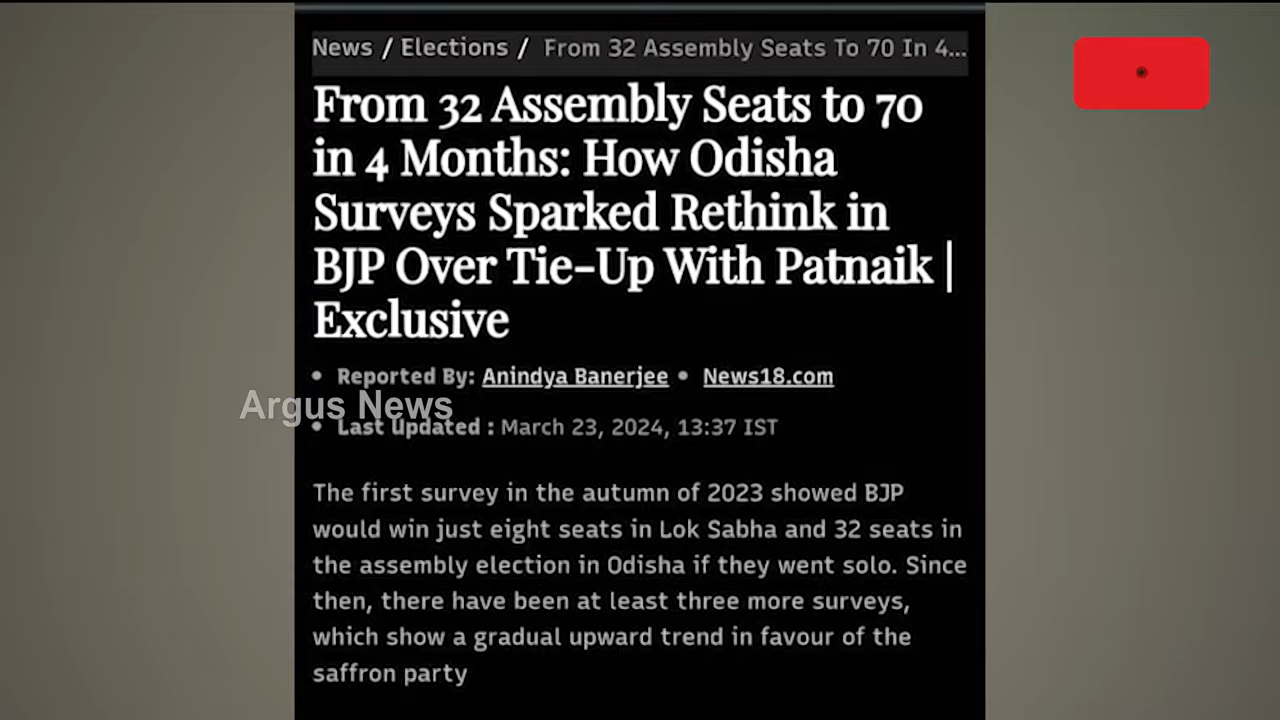 News / Elections / From 32 Assembly Seats To 70 In 4...
From 32 Assembly Seats to 70
in 4 Months: How Odisha
Surveys Sparked Rethink in
BJP Over Tie-Up With Patnaik |
Exclusive
• Reported By: Anindya Banerjee • News18.com
Argus News
• Last Updated : March 23, 2024, 13:37 IST
The first survey in the autumn of 2023 showed BJP
would win just eight seats in Lok Sabha and 32 seats in
the assembly election in Odisha if they went solo. Since
then, there have been at least three more surveys,
which show a gradual upward trend in favour of the
saffron party